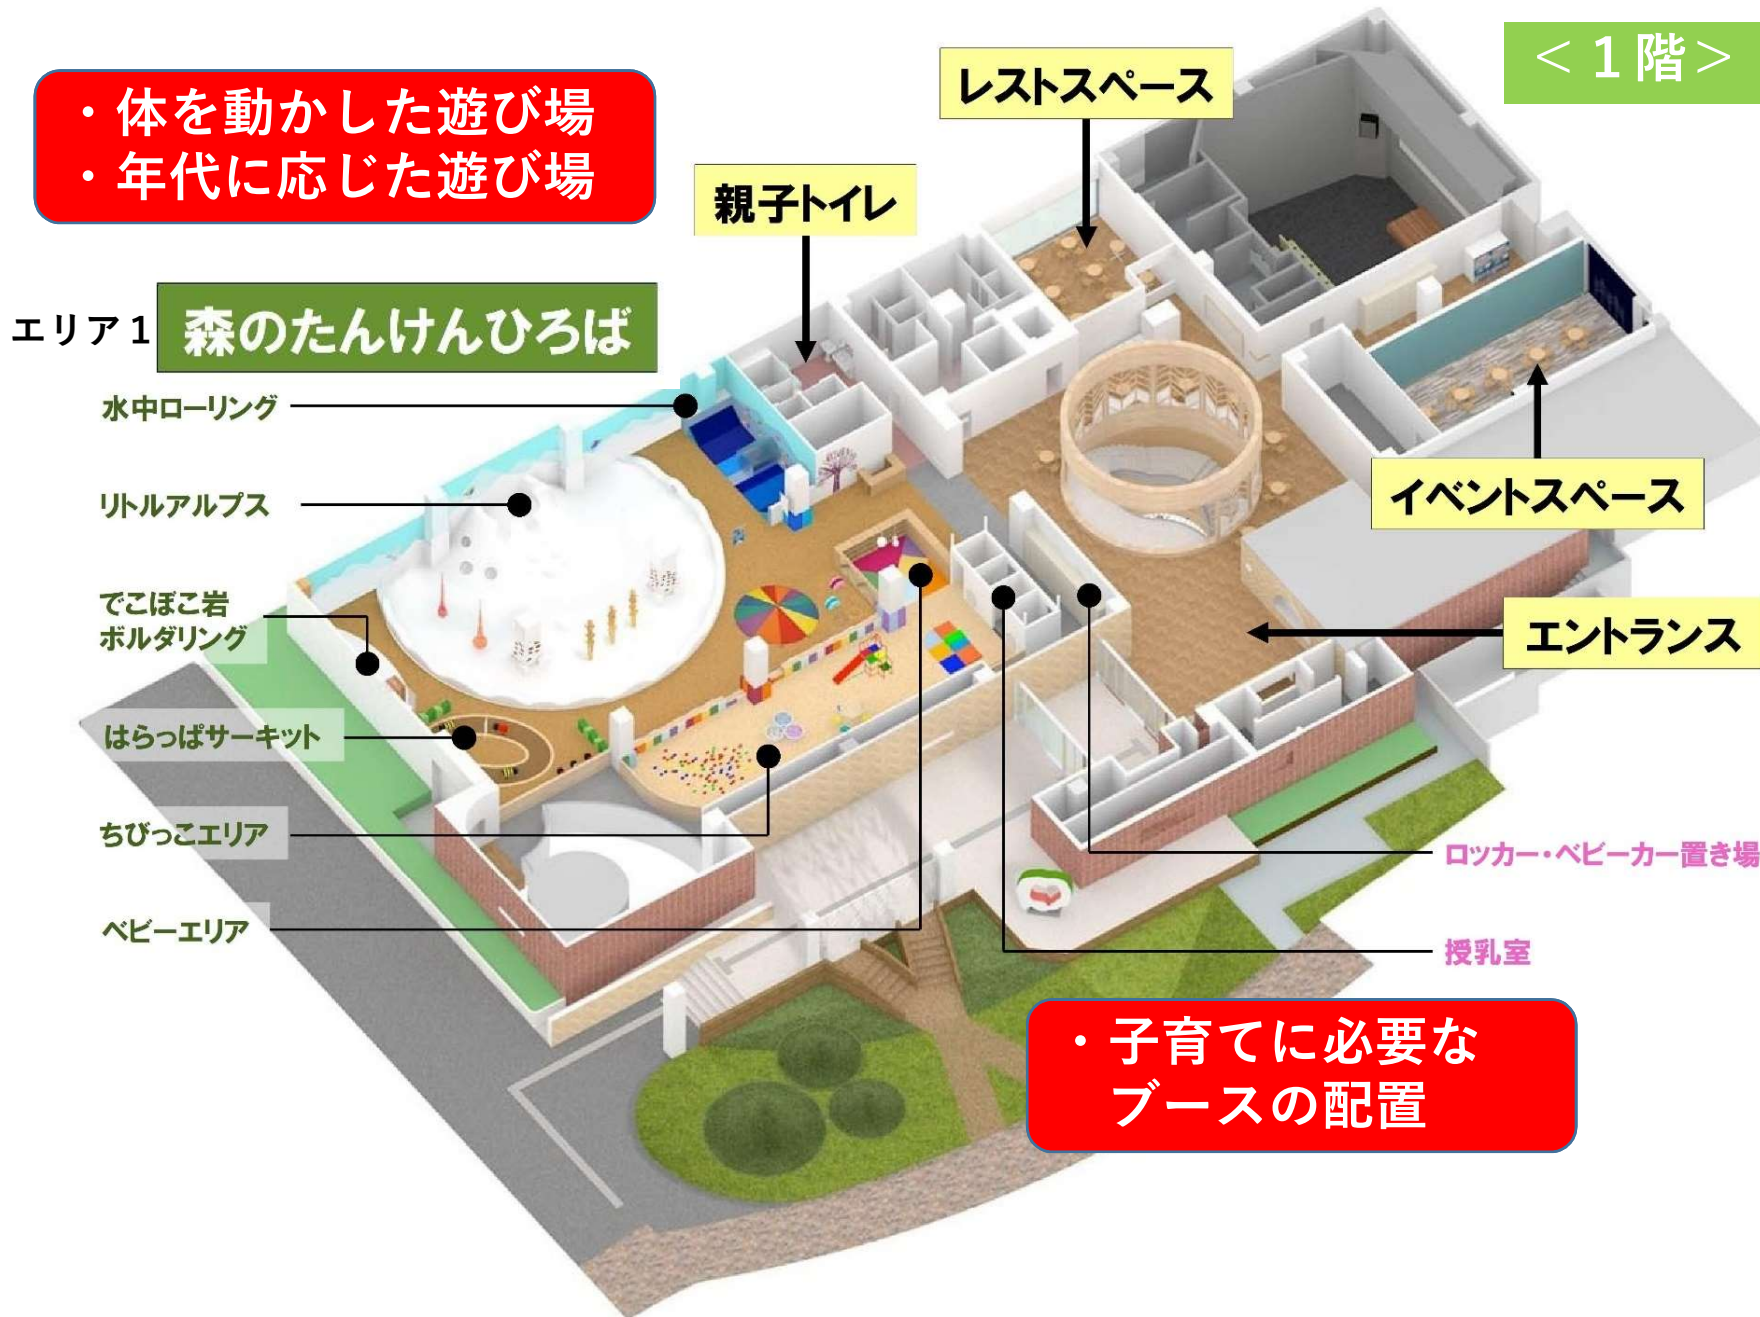 ＜１階＞
・体を動かした遊び場
・年代に応じた遊び場
レストスペース
親子トイレ
エリア１
森のたんけんひろば
水中ローリング
リトルアルプス
でこぼこ岩
ボルダリング
はらっぱサーキット
ちびっこエリア
ベビーエリア
イベントスペース
エントランス
ロッカー・ベビーカー置き場
授乳室
・子育てに必要な
ブースの配置